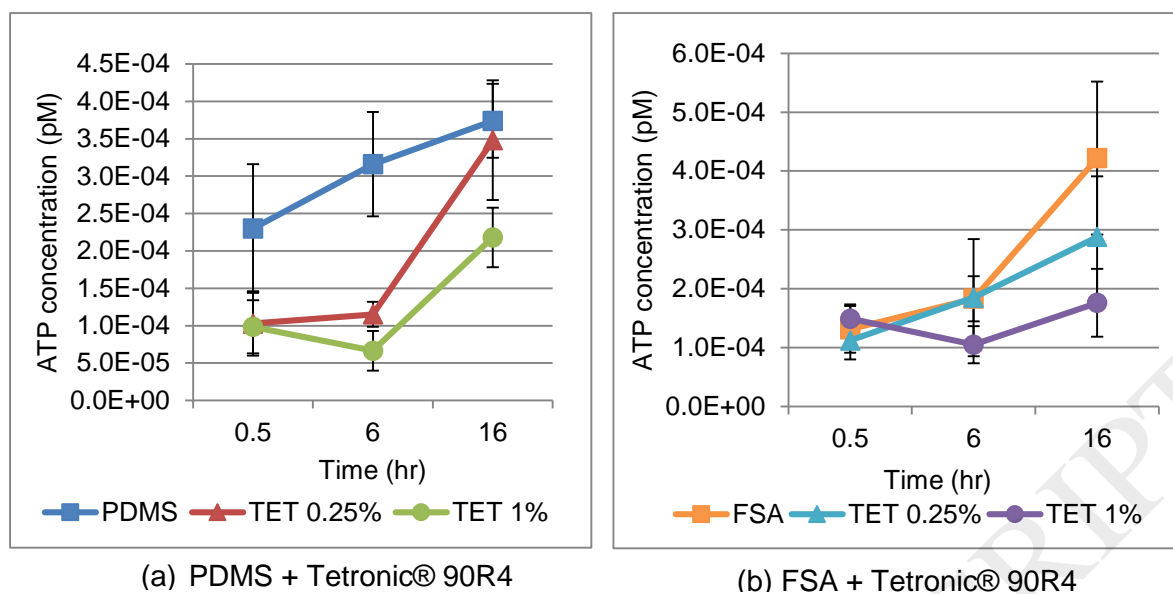 4.5E-04
4.0E-04
3.5E-04
3.0E-04
2.5E-04
2.0E-04
1.5E-04
1.0E-04
5.0E-05
0.0E+00
ATP concentration (pM)
0.5 6 16
Time (hr)
PDMS TET 0.25% TET 1%
(a) PDMS + Tetronic® 90R4
6.0E-04
5.0E-04
4.0E-04
3.0E-04
2.0E-04
1.0E-04
0.0E+00
ATP concentration (pM)
0.5 6 16
Time (hr)
FSA TET 0.25% TET 1%
(b) FSA + Tetronic® 90R4
RIPT